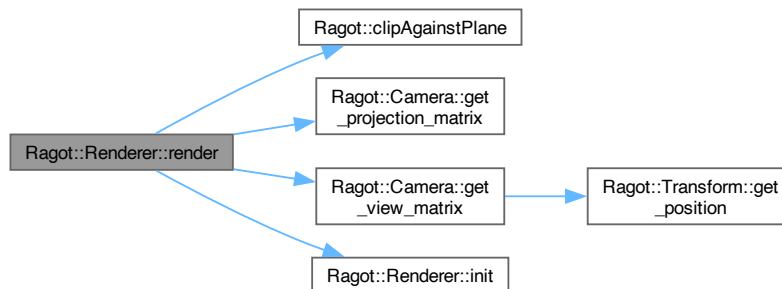 Ragot::clipAgainstPlane
Ragot::Camera::get
_projection_matrix
Ragot::Renderer::render
Ragot::Camera::get
_view_matrix
Ragot::Transform::get
_position
Ragot::Renderer::init